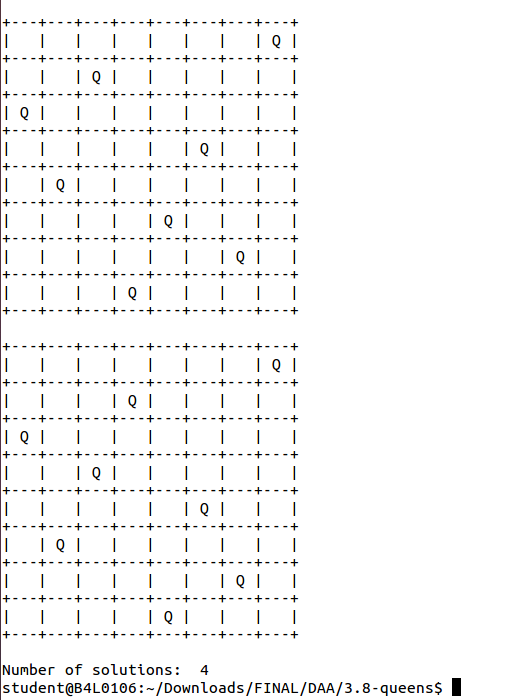 +---+---+---+---+---+---+---+---+
|   |   |   |   |   |   |   | Q |
+---+---+---+---+---+---+---+---+
|   |   | Q |   |   |   |   |   |
+---+---+---+---+---+---+---+---+
| Q |   |   |   |   |   |   |   |
+---+---+---+---+---+---+---+---+
|   |   |   |   |   | Q |   |   |
+---+---+---+---+---+---+---+---+
|   | Q |   |   |   |   |   |   |
+---+---+---+---+---+---+---+---+
|   |   |   |   | Q |   |   |   |
+---+---+---+---+---+---+---+---+
|   |   |   |   |   |   | Q |   |
+---+---+---+---+---+---+---+---+
|   |   |   | Q |   |   |   |   |
+---+---+---+---+---+---+---+---+

+---+---+---+---+---+---+---+---+
|   |   |   |   |   |   |   | Q |
+---+---+---+---+---+---+---+---+
|   |   |   | Q |   |   |   |   |
+---+---+---+---+---+---+---+---+
| Q |   |   |   |   |   |   |   |
+---+---+---+---+---+---+---+---+
|   |   | Q |   |   |   |   |   |
+---+---+---+---+---+---+---+---+
|   |   |   |   |   | Q |   |   |
+---+---+---+---+---+---+---+---+
|   | Q |   |   |   |   |   |   |
+---+---+---+---+---+---+---+---+
|   |   |   |   |   |   | Q |   |
+---+---+---+---+---+---+---+---+
|   |   |   |   | Q |   |   |   |
+---+---+---+---+---+---+---+---+

Number of solutions:  4
student@B4L0106:~/Downloads/FINAL/DAA/3.8-queens$